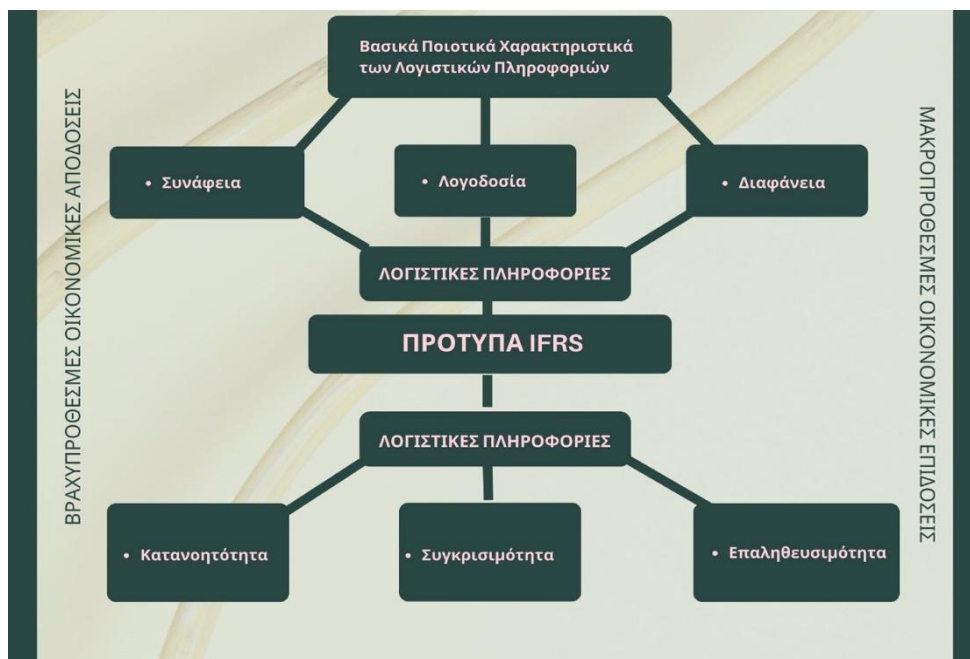 Βασικά Ποιοτικά Χαρακτηριστικά
των Λογιστικών Πληροφοριών
ΒΡΑΧΥΠΡΟΘΕΣΜΕΣ ΟΙΚΟΝΟΜΙΚΕΣ ΑΠΟΔΟΣΕΙΣ
ΜΑΚΡΟΠΡΟΘΕΣΜΕΣ ΟΙΚΟΝΟΜΙΚΕΣ ΕΠΙΔΟΣΕΙΣ
• Συνάφεια
• Λογοδοσία
• Διαφάνεια
ΛΟΓΙΣΤΙΚΕΣ ΠΛΗΡΟΦΟΡΙΕΣ
ΠΡΟΤΥΠΑ IFRS
ΛΟΓΙΣΤΙΚΕΣ ΠΛΗΡΟΦΟΡΙΕΣ
• Κατανοητότητα
• Συγκρισιμότητα
• Επαληθευσιμότητα